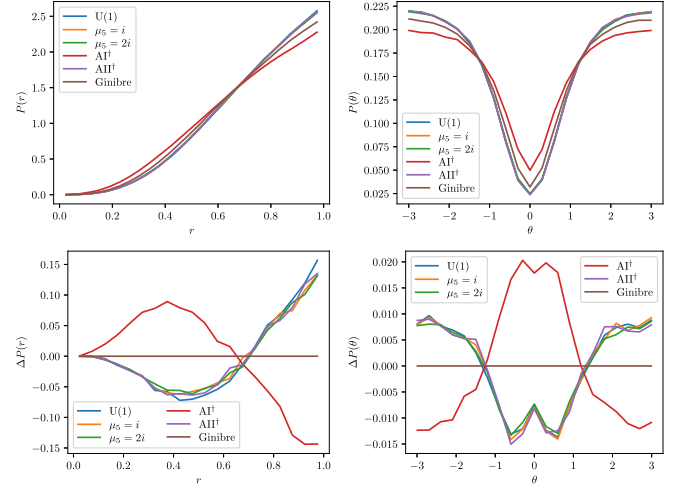 2.5
2.0
1.5
1.0
0.5
0.0
P(r)
U(1)
μ₅ = i
μ₅ = 2i
AI†
AII†
Ginibre
0.0 0.2 0.4 0.6 0.8 1.0
r
0.225
0.200
0.175
0.150
0.125
0.100
0.075
0.050
0.025
P(θ)
U(1)
μ₅ = i
μ₅ = 2i
AI†
AII†
Ginibre
−3 −2 −1 0 1 2 3
θ
0.15
0.10
0.05
0.00
−0.05
−0.10
−0.15
ΔP(r)
U(1)
μ₅ = i
μ₅ = 2i
AI†
AII†
Ginibre
0.0 0.2 0.4 0.6 0.8 1.0
r
0.020
0.015
0.010
0.005
0.000
−0.005
−0.010
−0.015
ΔP(θ)
U(1)
μ₅ = i
μ₅ = 2i
AI†
AII†
Ginibre
−3 −2 −1 0 1 2 3
θ